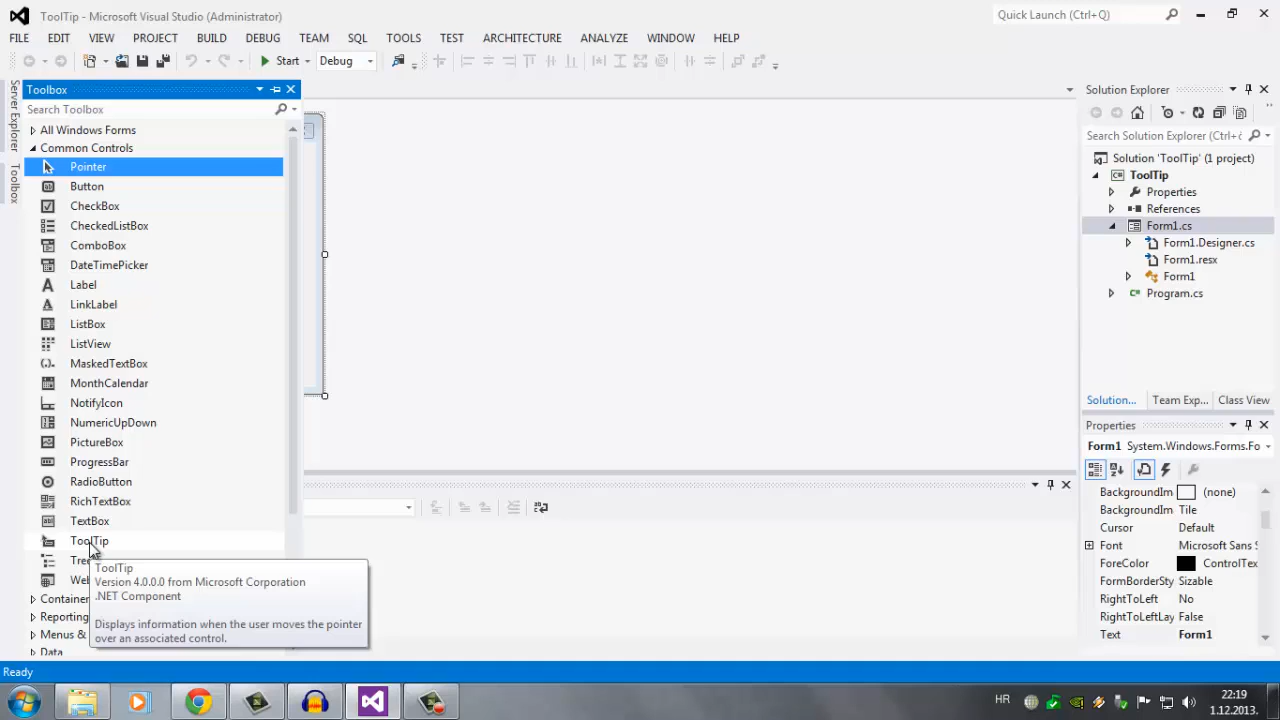 ToolTip - Microsoft Visual Studio (Administrator)
Quick Launch (Ctrl+Q)
FILE EDIT VIEW PROJECT BUILD DEBUG TEAM SQL TOOLS TEST ARCHITECTURE ANALYZE WINDOW HELP
Start Debug
Server Explorer
Toolbox
Toolbox
Search Toolbox
All Windows Forms
Common Controls
Pointer
Button
CheckBox
CheckedListBox
ComboBox
DateTimePicker
Label
LinkLabel
ListBox
ListView
MaskedTextBox
MonthCalendar
NotifyIcon
NumericUpDown
PictureBox
ProgressBar
RadioButton
RichTextBox
TextBox
ToolTip
Tree
Web
Container
Reporting
Menus &
Data
ToolTip
Version 4.0.0.0 from Microsoft Corporation
.NET Component
Displays information when the user moves the pointer
over an associated control.
Solution Explorer
Search Solution Explorer (Ctrl+č
Solution 'ToolTip' (1 project)
ToolTip
Properties
References
Form1.cs
Form1.Designer.cs
Form1.resx
Form1
Program.cs
Solution... Team Exp... Class View
Properties
Form1 System.Windows.Forms.Fo
BackgroundIm (none)
BackgroundIm Tile
Cursor Default
Font Microsoft Sans S
ForeColor ControlTex
FormBorderSty Sizable
RightToLeft No
RightToLeftLay False
Text Form1
Ready
HR
22:19
1.12.2013.